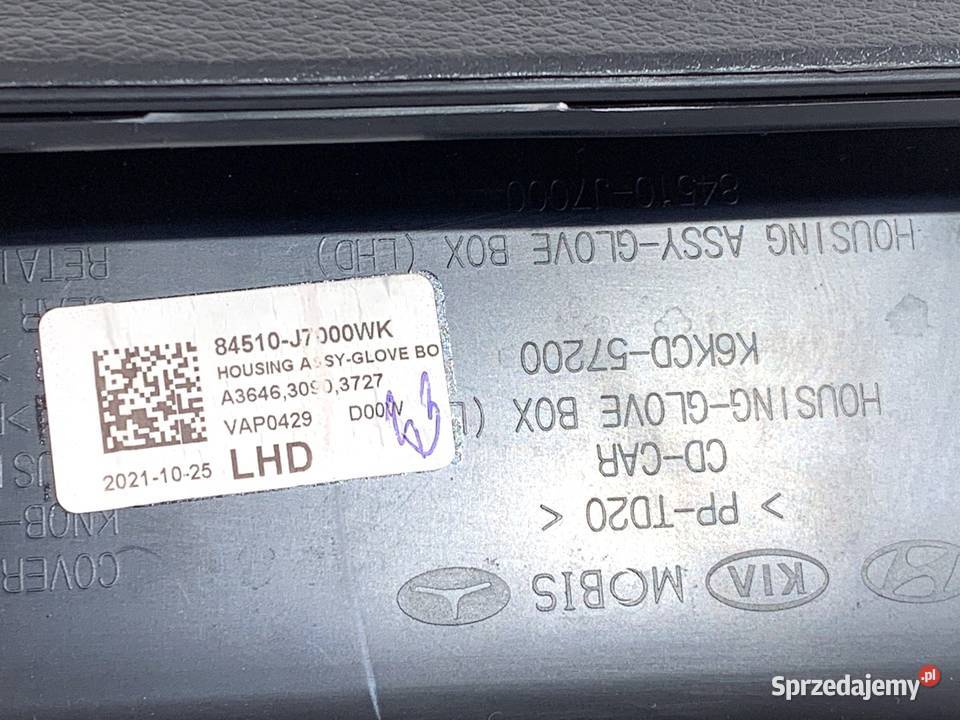 84510-J7000WK
HOUSING ASSY-GLOVE BO
A3646,3090,3727
VAP0429 D00W
2021-10-25 LHD
84510-J7000
HOUSING ASSY-GLOVE BOX (LHD)
K6KCD-57200
HOUSING-GLOVE BOX (L
CD-CAR
> PP-TD20 <
MOBIS
KIA
RETAI
KNOB-
COVER
Sprzedajemy.pl